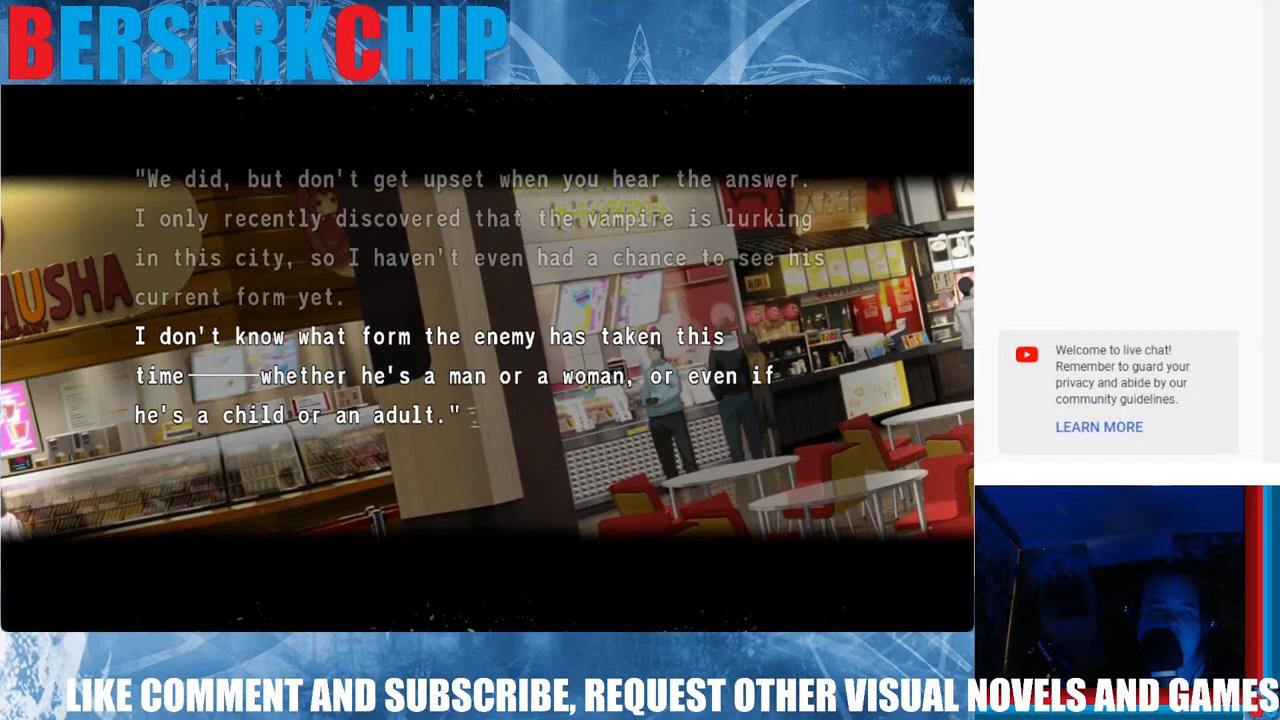 BERSERKCHIP
"We did, but don't get upset when you hear the answer.
I only recently discovered that the vampire is lurking
in this city, so I haven't even had a chance to see his
current form yet.
I don't know what form the enemy has taken this
time———whether he's a man or a woman, or even if
he's a child or an adult."
USHA
Welcome to live chat!
Remember to guard your
privacy and abide by our
community guidelines.
LEARN MORE
LIKE COMMENT AND SUBSCRIBE, REQUEST OTHER VISUAL NOVELS AND GAMES